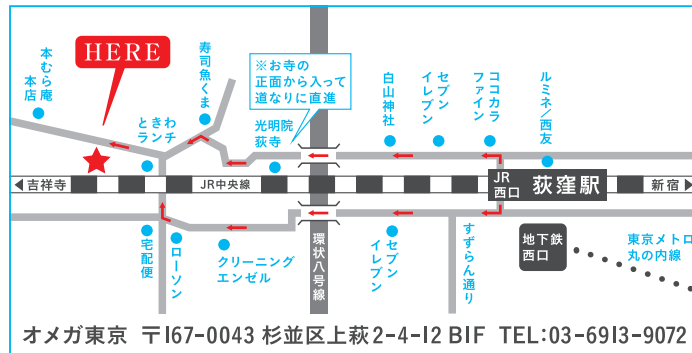 HERE
本むら庵
本店
寿司魚くま
※お寺の
正面から入って
道なりに直進
白山神社
セブン
イレブン
ココカラ
ファイン
ルミネ/西友
ときわ
ランチ
光明院
荻寺
吉祥寺
JR中央線
JR
西口
荻窪駅
新宿
宅配便
ローソン
クリーニング
エンゼル
環状八号線
セブン
イレブン
すずらん通り
地下鉄
西口
東京メトロ
丸の内線
オメガ東京 〒167-0043 杉並区上萩2-4-12 B1F TEL:03-6913-9072